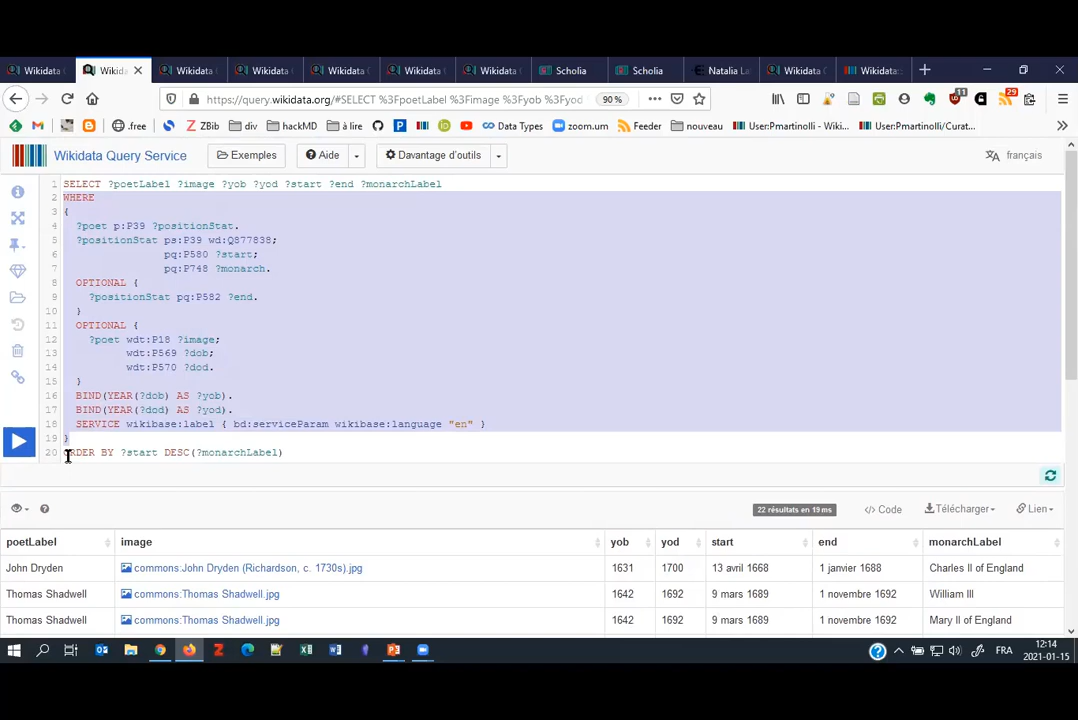 Wikidata
Wikidata
Wikidata
Wikidata
Wikidata
Wikidata
Wikidata
Scholia
Scholia
Natalia La
Wikidata
Wikidata:
https://query.wikidata.org/#SELECT %3FpoetLabel %3Fimage %3Fyob %3Fyod
90 %
11
29
.free
ZBib
div
hackMD
à lire
Data Types
zoom.um
Feeder
nouveau
User:Pmartinolli - Wiki...
User:Pmartinolli/Curat...
Wikidata Query Service
Exemples
Aide
Davantage d'outils
français
1 SELECT ?poetLabel ?image ?yob ?yod ?start ?end ?monarchLabel
2 WHERE
3 {
4 ?poet p:P39 ?positionStat.
5 ?positionStat ps:P39 wd:Q877838;
6 pq:P580 ?start;
7 pq:P748 ?monarch.
8 OPTIONAL {
9 ?positionStat pq:P582 ?end.
10 }
11 OPTIONAL {
12 ?poet wdt:P18 ?image;
13 wdt:P569 ?dob;
14 wdt:P570 ?dod.
15 }
16 BIND(YEAR(?dob) AS ?yob).
17 BIND(YEAR(?dod) AS ?yod).
18 SERVICE wikibase:label { bd:serviceParam wikibase:language "en" }
19 }
20 ORDER BY ?start DESC(?monarchLabel)
22 résultats en 19 ms
</> Code
Télécharger
Lien
poetLabel image yob yod start end monarchLabel
John Dryden commons:John Dryden (Richardson, c. 1730s).jpg 1631 1700 13 avril 1668 1 janvier 1688 Charles II of England
Thomas Shadwell commons:Thomas Shadwell.jpg 1642 1692 9 mars 1689 1 novembre 1692 William III
Thomas Shadwell commons:Thomas Shadwell.jpg 1642 1692 9 mars 1689 1 novembre 1692 Mary II of England
FRA
12:14
2021-01-15